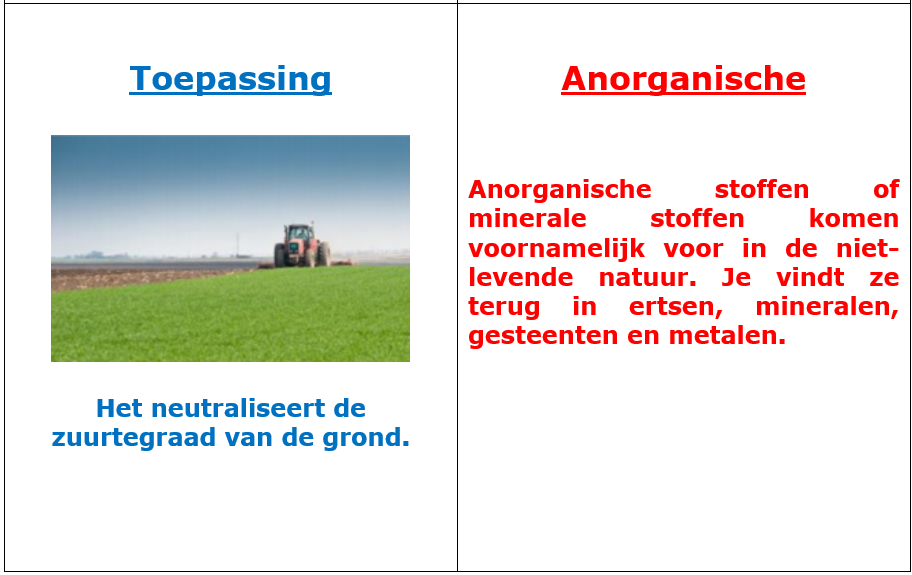 Toepassing
Het neutraliseert de
zuurtegraad van de grond.
Anorganische
Anorganische stoffen of
minerale stoffen komen
voornamelijk voor in de niet-
levende natuur. Je vindt ze
terug in ertsen, mineralen,
gesteenten en metalen.